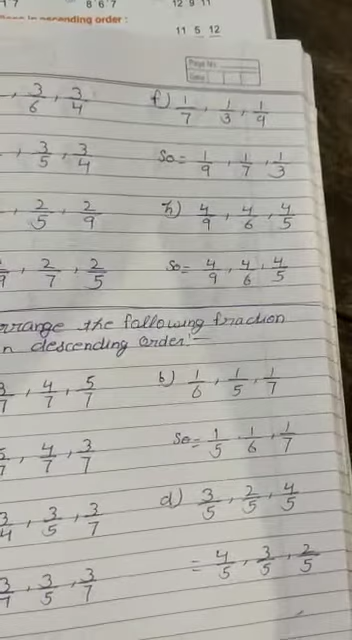 8 6 7 12 9 11
in ascending order :
11 5 12
Page No.
Date
, 3/6 , 3/4 f) 1/7 , 1/3 , 1/9
, 3/5 , 3/4 So = 1/9 , 1/7 , 1/3
, 2/5 , 2/9 h) 4/9 , 4/6 , 4/5
/9 , 2/7 , 2/5 So = 4/9 , 4/6 , 4/5
rrange the following fraction
n descending order:-
/7 , 4/7 , 5/7 b) 1/6 , 1/5 , 1/7
/7 , 4/7 , 3/7 So = 1/5 , 1/6 , 1/7
3/4 , 3/5 , 3/7 d) 3/5 , 2/5 , 4/5
, 3/5 , 3/7 = 4/5 , 3/5 , 2/5